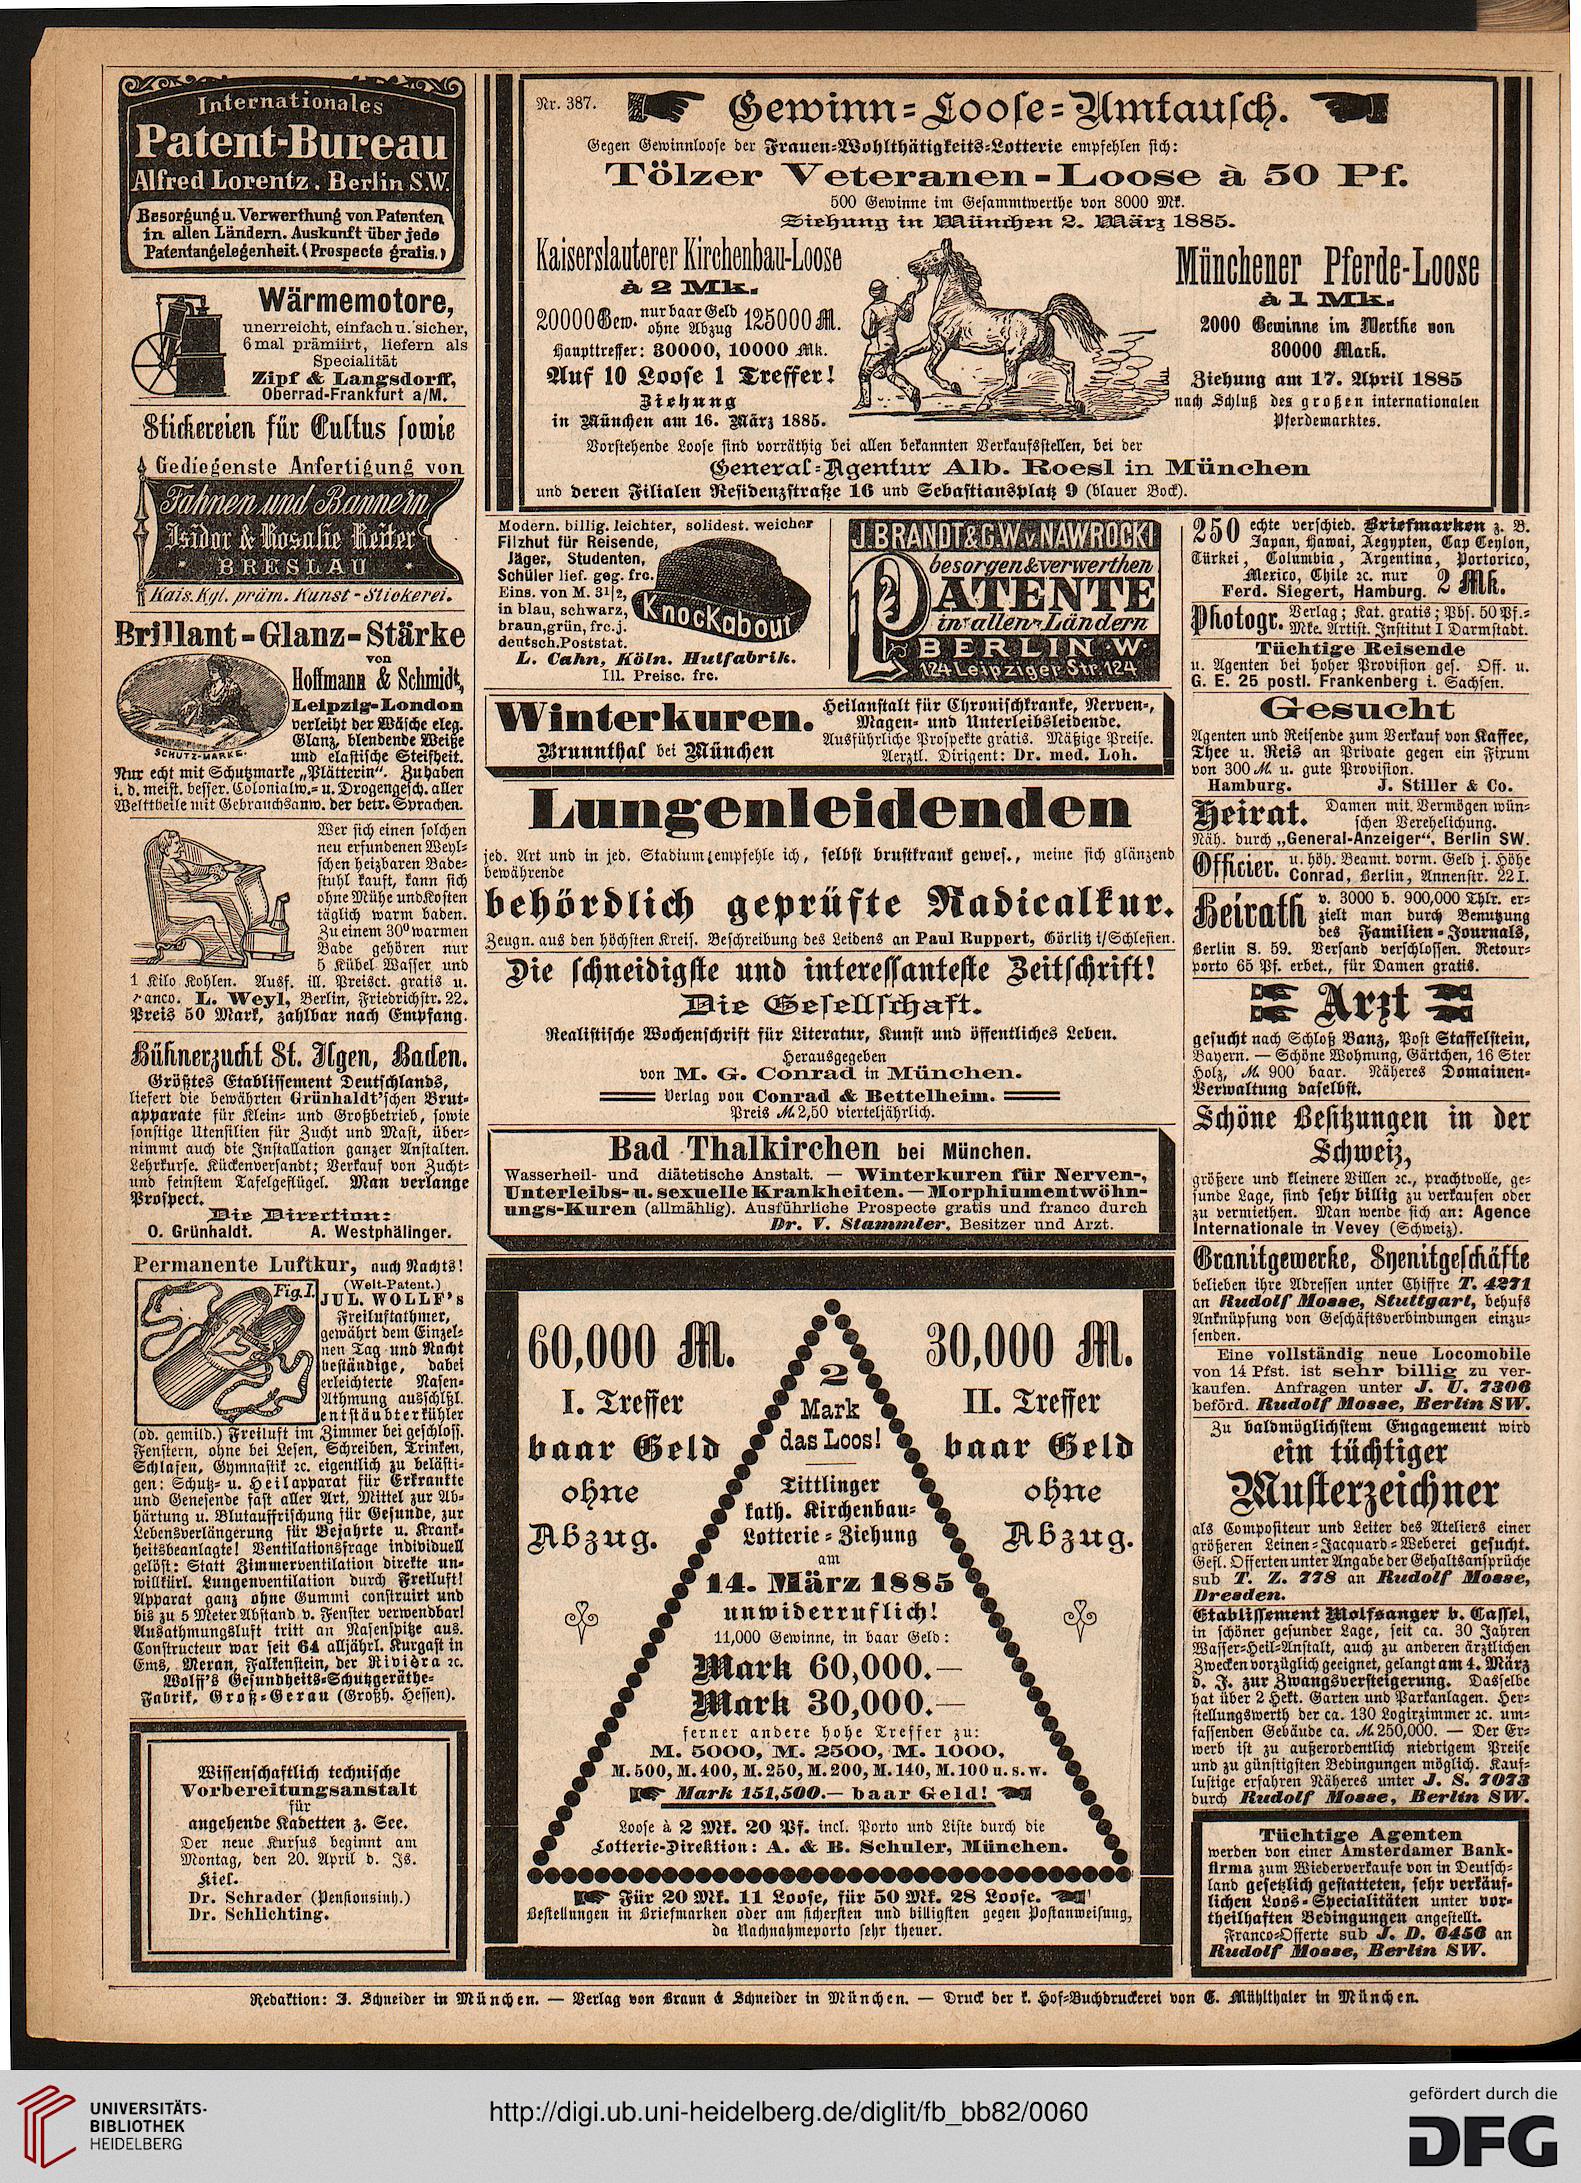 Internationales
Patent-Bureau
Alfred Lorentz. Berlin S.W.
Besorgung u. Verwerthung von Patenten
in allen Ländern. Auskunft über jede
Patentangelegenheit. (Prospecte gratis.)
Wärmemotore,
unerreicht, einfach u. sicher,
6 mal prämiirt, liefern als
Specialität
Zipf & Langsdorff,
Oberrad-Frankfurt a/M.
Stickereien für Cultus sowie
Gediegenste Anfertigung von
Fahnen und Bannern
Isidor & Rosalie Reiter
BRESLAU
Kais. Kgl. präm. Kunst-Stickerei.
Brillant-Glanz-Stärke
von
Hoffmann & Schmidt,
Leipzig-London
verleiht der Wäsche eleg.
Glanz, blendende Weiße
und elastische Steifheit.
SCHUTZ-MARKE.
Nur echt mit Schutzmarke „Plätterin“. Zu haben
i. d. meist. besser. Colonialw.- u. Drogengesch. aller
Welttheile mit Gebrauchsanw. der betr. Sprachen.
Wer sich einen solchen
neu erfundenen Weyl=
schen heizbaren Bade=
stuhl kauft, kann sich
ohne Mühe und Kosten
täglich warm baden.
Zu einem 30° warmen
Bade gehören nur
5 Kübel Wasser und
1 Kilo Kohlen. Ausf. ill. Preisct. gratis u.
franco. L. Weyl, Berlin, Friedrichstr. 22.
Preis 50 Mark, zahlbar nach Empfang.
Hühnerzucht St. Ilgen, Baden.
Größtes Etablissement Deutschlands,
liefert die bewährten Grünhaldt'schen Brut=
apparate für Klein= und Großbetrieb, sowie
sonstige Utensilien für Zucht und Mast, über=
nimmt auch die Installation ganzer Anstalten.
Lehrkurse. Kückenversandt; Verkauf von Zucht=
und feinstem Tafelgeflügel. Man verlange
Prospect.
Die Direction:
O. Grünhaldt. A. Westphälinger.
Permanente Luftkur, auch Nachts!
Fig. I.
(Welt-Patent.)
JUL. WOLLF's
Freiluftathmer,
gewährt dem Einzel=
nen Tag und Nacht
beständige, dabei
erleichterte Nasen=
Athmung ausschlßl.
entstäubter kühler
(od. gemild.) Freiluft im Zimmer bei geschloss.
Fenstern, ohne bei Lesen, Schreiben, Trinken,
Schlafen, Gymnastik ꝛc. eigentlich zu belästi=
gen: Schutz= u. Heilapparat für Erkrankte
und Genesende fast aller Art, Mittel zur Ab=
härtung u. Blutauffrischung für Gesunde, zur
Lebensverlängerung für Bejahrte u. Krank=
heitsbeanlagte! Ventilationsfrage individuell
gelöst: Statt Zimmerventilation direkte un=
willkürl. Lungenventilation durch Freiluft!
Apparat ganz ohne Gummi construirt und
bis zu 5 Meter Abstand v. Fenster verwendbar!
Ausathmungsluft tritt an Nasenspitze aus.
Constructeur war seit 64 alljährl. Kurgast in
Ems, Meran, Falkenstein, der Rivièra ꝛc.
Wolff's Gesundheits=Schutzgeräthe=
Fabrik, Groß=Gerau (Großh. Hessen).
Wissenschaftlich technische
Vorbereitungsanstalt
für
angehende Kadetten z. See.
Der neue Kursus beginnt am
Montag, den 20. April d. Js.
Kiel.
Dr. Schrader (Pensionsinh.)
Dr. Schlichting.
Nr. 387. Gewinn=Loose=Umtausch.
Gegen Gewinnloose der Frauen=Wohlthätigkeits=Lotterie empfehlen sich:
Tölzer Veteranen-Loose à 50 Pf.
500 Gewinne im Gesammtwerthe von 8000 Mk.
Ziehung in München 2. März 1885.
Kaiserslauterer Kirchenbau-Loose
à 2 Mk.
20000 Gew. nur baar Geld ohne Abzug 125000 M.
Haupttreffer: 30000, 10000 Mk.
Auf 10 Loose 1 Treffer!
Ziehung
in München am 16. März 1885.
Münchener Pferde-Loose
à 1 Mk.
2000 Gewinne im Werthe von
80000 Mark.
Ziehung am 17. April 1885
nach Schluß des großen internationalen
Pferdemarktes.
Vorstehende Loose sind vorräthig bei allen bekannten Verkaufsstellen, bei der
General=Agentur Alb. Roesl in München
und deren Filialen Residenzstraße 16 und Sebastiansplatz 9 (blauer Bock).
Modern. billig. leichter, solidest. weicher
Filzhut für Reisende,
Jäger, Studenten,
Schüler lief. geg. frc.
Eins. von M. 3 1/2,
in blau, schwarz,
braun, grün, frc. j.
deutsch. Poststat.
Knockabout
L. Cahn, Köln. Hutfabrik.
Ill. Preisc. frc.
J. BRANDT & G.W. v. NAWROCKI
besorgen & verwerthen
PATENTE
in allen Ländern
BERLIN·W·
124 Leipziger Str. 124
Winterkuren.
Brunnthal bei München
Heilanstalt für Chronischkranke, Nerven=,
Magen= und Unterleibsleidende.
Ausführliche Prospekte gratis. Mäßige Preise.
Aerztl. Dirigent: Dr. med. Loh.
Lungenleidenden
jed. Art und in jed. Stadium empfehle ich, selbst brustkrank gewes., meine sich glänzend
bewährende
behördlich geprüfte Radicalkur.
Zeugn. aus den höchsten Kreis. Beschreibung des Leidens an Paul Ruppert, Görlitz i/Schlesien.
Die schneidigste und interessanteste Zeitschrift!
Die Gesellschaft.
Realistische Wochenschrift für Literatur, Kunst und öffentliches Leben.
Herausgegeben
von M. G. Conrad in München.
Verlag von Conrad & Bettelheim.
Preis M. 2,50 vierteljährlich.
Bad Thalkirchen bei München.
Wasserheil- und diätetische Anstalt. — Winterkuren für Nerven-,
Unterleibs- u. sexuelle Krankheiten. — Morphiumentwöhn-
ungs-Kuren (allmählig). Ausführliche Prospecte gratis und franco durch
Dr. V. Stammler, Besitzer und Arzt.
60,000 M.
I. Treffer
baar Geld
ohne
Abzug.
30,000 M.
II. Treffer
baar Geld
ohne
Abzug.
2
Mark
das Loos!
Tittlinger
kath. Kirchenbau=
Lotterie=Ziehung
am
14. März 1885
unwiderruflich!
11,000 Gewinne, in baar Geld:
Mark 60,000.—
Mark 30,000.—
ferner andere hohe Treffer zu:
M. 5000, M. 2500, M. 1000,
M. 500, M. 400, M. 250, M. 200, M. 140, M. 100 u. s. w.
Mark 151,500.— baar Geld!
Loose à 2 Mk. 20 Pf. incl. Porto und Liste durch die
Lotterie=Direktion: A. & B. Schuler, München.
Für 20 Mk. 11 Loose, für 50 Mk. 28 Loose.
Bestellungen in Briefmarken oder am sichersten und billigsten gegen Postanweisung,
da Nachnahmeporto sehr theuer.
250 echte verschied. Briefmarken z. B.
Japan, Hawai, Aegypten, Cap Ceylon,
Türkei, Columbia, Argentina, Portorico,
Mexico, Chile ꝛc. nur 2 Mk.
Ferd. Siegert, Hamburg.
Photogr. Verlag; Kat. gratis; Pbf. 50 Pf.=
Mke. Artist. Institut I Darmstadt.
Tüchtige Reisende
u. Agenten bei hoher Provision ges. Off. u.
G. E. 25 postl. Frankenberg i. Sachsen.
Gesucht
Agenten und Reisende zum Verkauf von Kaffee,
Thee u. Reis an Private gegen ein Fixum
von 300 M. u. gute Provision.
Hamburg. J. Stiller & Co.
Heirat. Damen mit Vermögen wün=
schen Verehelichung.
Näh. durch „General-Anzeiger“, Berlin SW.
Officier. u. höh. Beamt. vorm. Geld j. Höhe
Conrad, Berlin, Annenstr. 22 I.
Heirath v. 3000 b. 900,000 Thlr. er=
zielt man durch Benutzung
des Familien=Journals,
Berlin S. 59. Versand verschlossen. Retour=
porto 65 Pf. erbet., für Damen gratis.
Arzt
gesucht nach Schloß Banz, Post Staffelstein,
Bayern. — Schöne Wohnung, Gärtchen, 16 Ster
Holz, M. 900 baar. Näheres Domainen=
Verwaltung daselbst.
Schöne Besitzungen in der
Schweiz,
größere und kleinere Villen ꝛc., prachtvolle, ge=
sunde Lage, sind sehr billig zu verkaufen oder
zu vermiethen. Man wende sich an: Agence
Internationale in Vevey (Schweiz).
Granitgewerke, Syenitgeschäfte
belieben ihre Adressen unter Chiffre T. 4271
an Rudolf Mosse, Stuttgart, behufs
Anknüpfung von Geschäftsverbindungen einzu=
senden.
Eine vollständig neue Locomobile
von 14 Pfst. ist sehr billig zu ver-
kaufen. Anfragen unter J. U. 7306
beförd. Rudolf Mosse, Berlin SW.
Zu baldmöglichstem Engagement wird
ein tüchtiger
Musterzeichner
als Compositeur und Leiter des Ateliers einer
größeren Leinen=Jacquard=Weberei gesucht.
Gefl. Offerten unter Angabe der Gehaltsansprüche
sub T. Z. 778 an Rudolf Mosse,
Dresden.
Etablissement Wolfsanger b. Cassel,
in schöner gesunder Lage, seit ca. 30 Jahren
Wasser=Heil=Anstalt, auch zu anderen ärztlichen
Zwecken vorzüglich geeignet, gelangt am 4. März
d. J. zur Zwangsversteigerung. Dasselbe
hat über 2 Hekt. Garten und Parkanlagen. Her=
stellungswerth der ca. 130 Logirzimmer ꝛc. um=
fassenden Gebäude ca. M. 250,000. — Der Er=
werb ist zu außerordentlich niedrigem Preise
und zu günstigsten Bedingungen möglich. Kauf=
lustige erfahren Näheres unter J. S. 7073
durch Rudolf Mosse, Berlin SW.
Tüchtige Agenten
werden von einer Amsterdamer Bank-
firma zum Wiederverkaufe von in Deutsch=
land gesetzlich gestatteten, sehr verkäuf=
lichen Loos=Specialitäten unter vor=
theilhaften Bedingungen angestellt.
Franco=Offerte sub J. D. 6456 an
Rudolf Mosse, Berlin SW.
Redaktion: J. Schneider in München. — Verlag von Braun & Schneider in München. — Druck der k. Hof=Buchdruckerei von E. Mühlthaler in München.
UNIVERSITÄTS-
BIBLIOTHEK
HEIDELBERG
http://digi.ub.uni-heidelberg.de/diglit/fb_bb82/0060
gefördert durch die
DFG